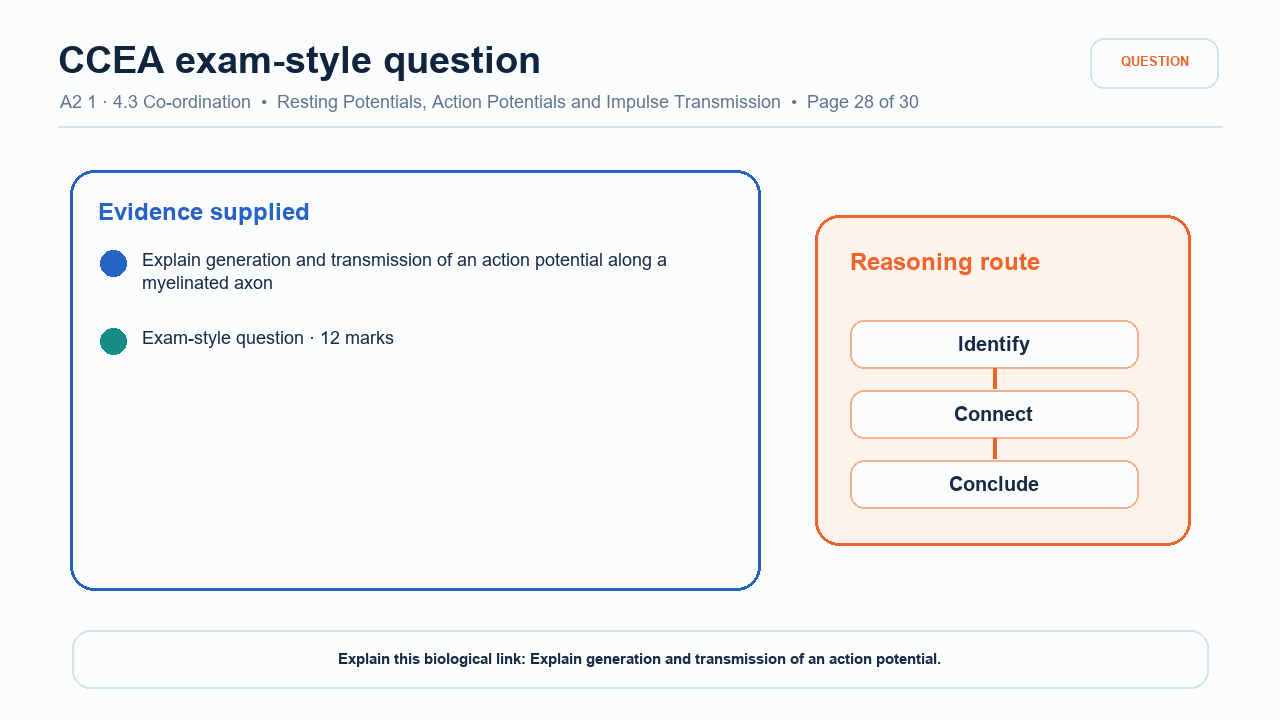 CCEA exam-style question
QUESTION
A2 1 · 4.3 Co-ordination • Resting Potentials, Action Potentials and Impulse Transmission • Page 28 of 30
Evidence supplied
Explain generation and transmission of an action potential along a
myelinated axon
Exam-style question · 12 marks
Reasoning route
Identify
Connect
Conclude
Explain this biological link: Explain generation and transmission of an action potential.